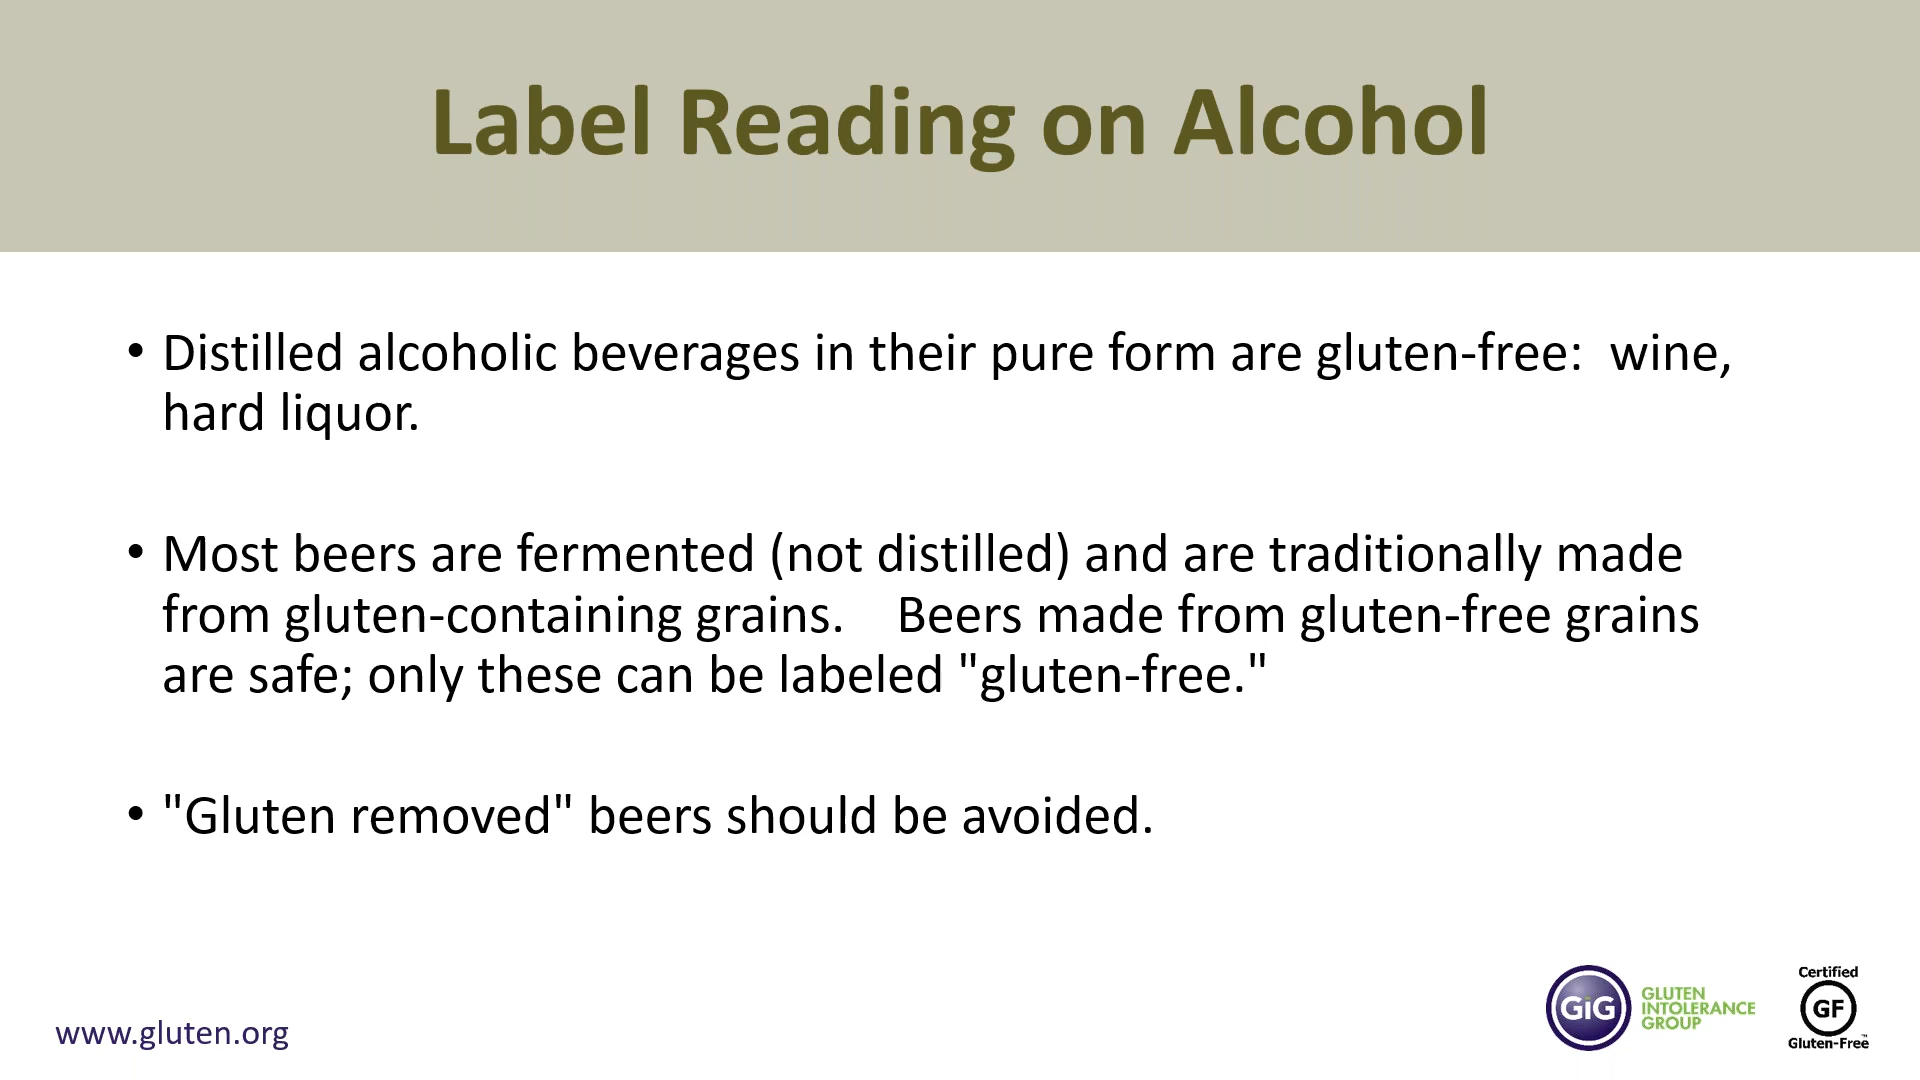 Label Reading on Alcohol
• Distilled alcoholic beverages in their pure form are gluten-free:  wine,
hard liquor.
• Most beers are fermented (not distilled) and are traditionally made
from gluten-containing grains.    Beers made from gluten-free grains
are safe; only these can be labeled "gluten-free."
• "Gluten removed" beers should be avoided.
www.gluten.org
GiG
GLUTEN
INTOLERANCE
GROUP
Certified
GF
Gluten-Free™